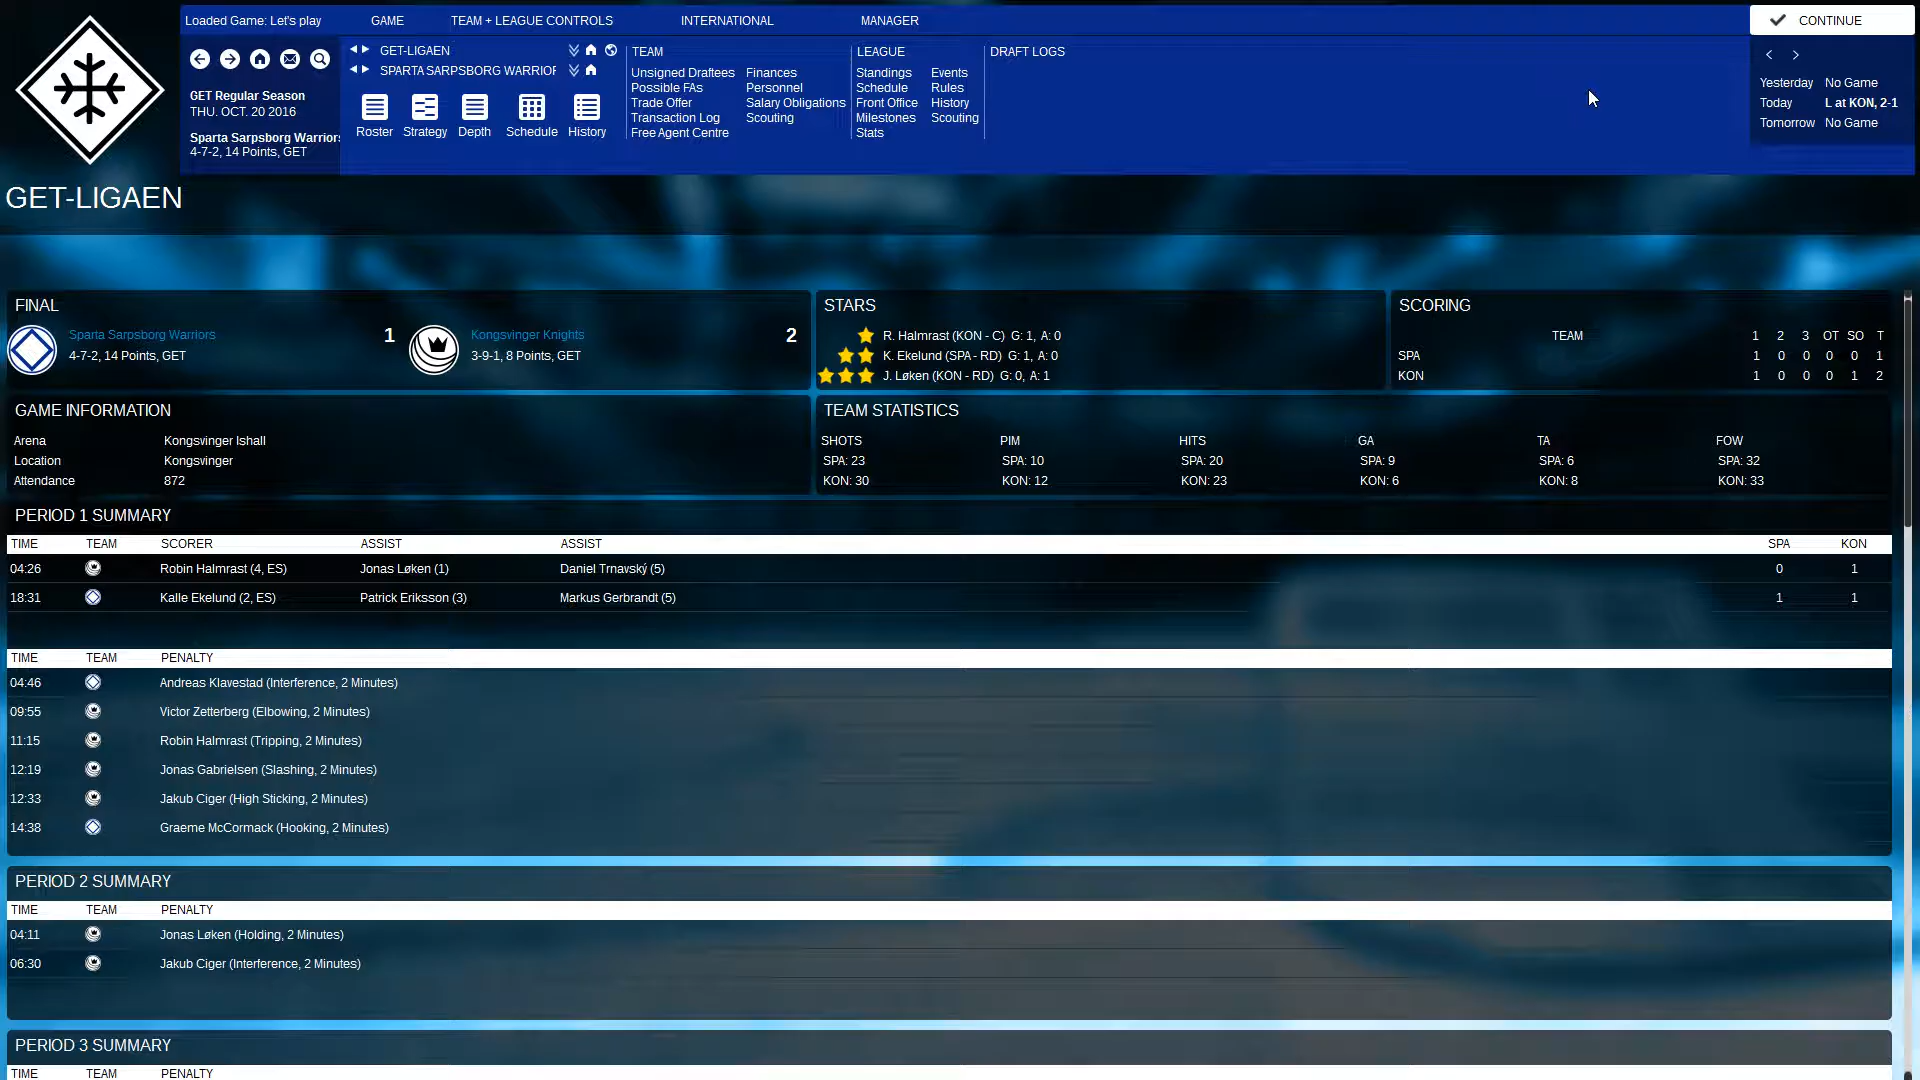 Loaded Game: Let's play GAME TEAM + LEAGUE CONTROLS INTERNATIONAL MANAGER CONTINUE
GET-LIGAEN
SPARTA SARPSBORG WARRIOR
GET Regular Season
THU. OCT. 20 2016
Sparta Sarpsborg Warriors
4-7-2, 14 Points, GET
Roster Strategy Depth Schedule History
TEAM
Unsigned Draftees Finances
Possible FAs Personnel
Trade Offer Salary Obligations
Transaction Log Scouting
Free Agent Centre
LEAGUE
Standings Events
Schedule Rules
Front Office History
Milestones Scouting
Stats
DRAFT LOGS
Yesterday No Game
Today L at KON, 2-1
Tomorrow No Game
GET-LIGAEN
FINAL
Sparta Sarpsborg Warriors 1
4-7-2, 14 Points, GET
Kongsvinger Knights 2
3-9-1, 8 Points, GET
STARS
R. Halmrast (KON - C) G: 1, A: 0
K. Ekelund (SPA - RD) G: 1, A: 0
J. Løken (KON - RD) G: 0, A: 1
SCORING
TEAM 1 2 3 OT SO T
SPA 1 0 0 0 0 1
KON 1 0 0 0 1 2
GAME INFORMATION
Arena Kongsvinger Ishall
Location Kongsvinger
Attendance 872
TEAM STATISTICS
SHOTS PIM HITS GA TA FOW
SPA: 23 SPA: 10 SPA: 20 SPA: 9 SPA: 6 SPA: 32
KON: 30 KON: 12 KON: 23 KON: 6 KON: 8 KON: 33
PERIOD 1 SUMMARY
TIME TEAM SCORER ASSIST ASSIST SPA KON
04:26 Robin Halmrast (4, ES) Jonas Løken (1) Daniel Trnavský (5) 0 1
18:31 Kalle Ekelund (2, ES) Patrick Eriksson (3) Markus Gerbrandt (5) 1 1
TIME TEAM PENALTY
04:46 Andreas Klavestad (Interference, 2 Minutes)
09:55 Victor Zetterberg (Elbowing, 2 Minutes)
11:15 Robin Halmrast (Tripping, 2 Minutes)
12:19 Jonas Gabrielsen (Slashing, 2 Minutes)
12:33 Jakub Ciger (High Sticking, 2 Minutes)
14:38 Graeme McCormack (Hooking, 2 Minutes)
PERIOD 2 SUMMARY
TIME TEAM PENALTY
04:11 Jonas Løken (Holding, 2 Minutes)
06:30 Jakub Ciger (Interference, 2 Minutes)
PERIOD 3 SUMMARY
TIME TEAM PENALTY